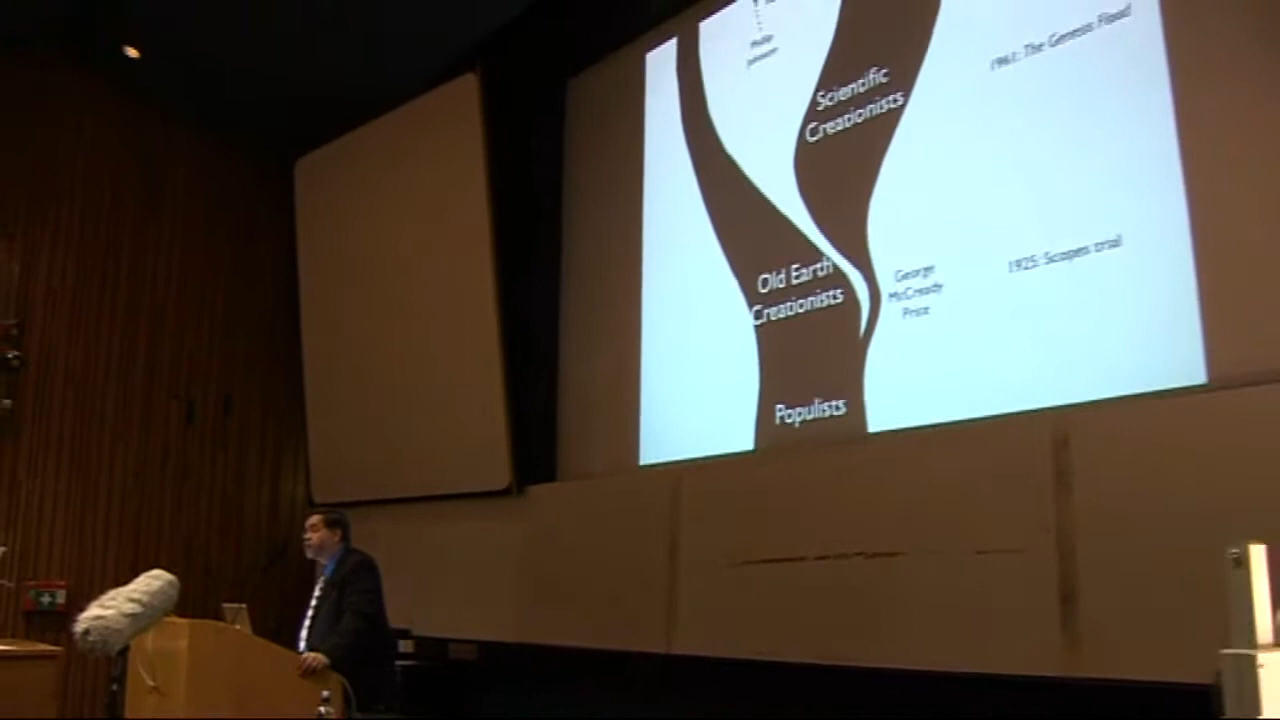 Phillip
Johnson
1961: The Genesis Flood
Scientific
Creationists
Old Earth
Creationists
George
McCready
Price
1925: Scopes trial
Populists